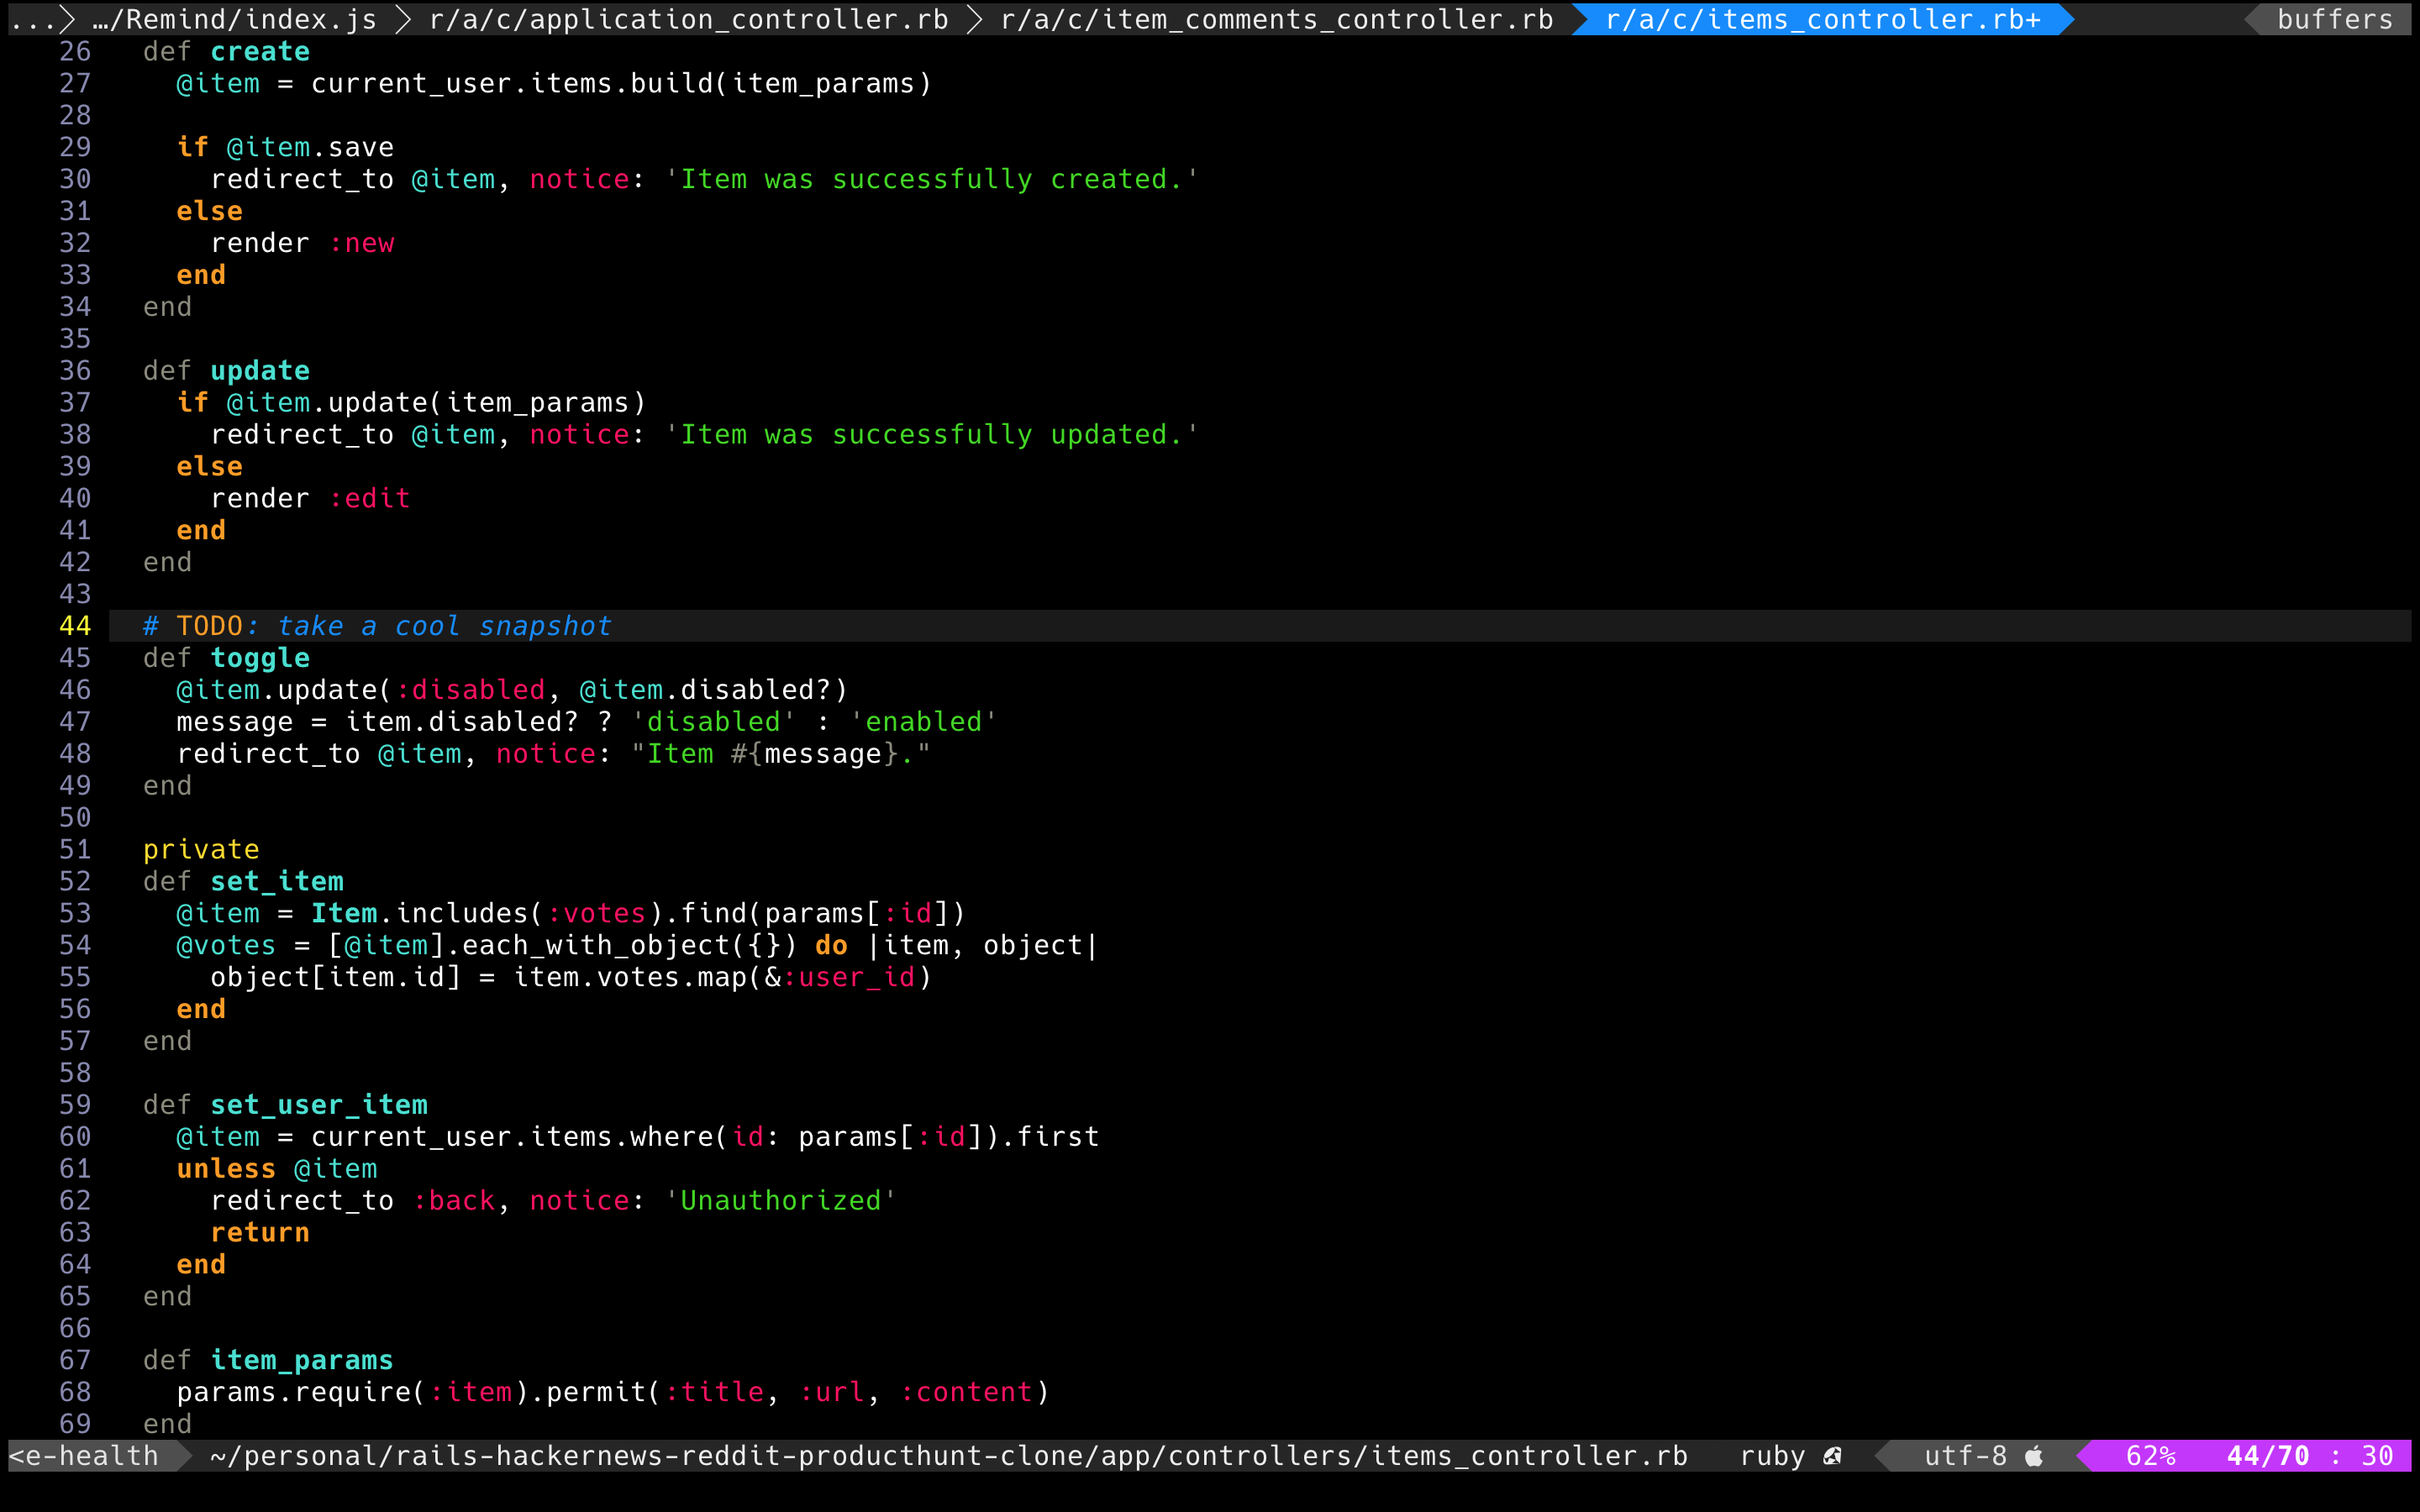 ... …/Remind/index.js r/a/c/application_controller.rb r/a/c/item_comments_controller.rb r/a/c/items_controller.rb+ buffers
26   def create
27     @item = current_user.items.build(item_params)
28
29     if @item.save
30       redirect_to @item, notice: 'Item was successfully created.'
31     else
32       render :new
33     end
34   end
35
36   def update
37     if @item.update(item_params)
38       redirect_to @item, notice: 'Item was successfully updated.'
39     else
40       render :edit
41     end
42   end
43
44   # TODO: take a cool snapshot
45   def toggle
46     @item.update(:disabled, @item.disabled?)
47     message = item.disabled? ? 'disabled' : 'enabled'
48     redirect_to @item, notice: "Item #{message}."
49   end
50
51   private
52   def set_item
53     @item = Item.includes(:votes).find(params[:id])
54     @votes = [@item].each_with_object({}) do |item, object|
55       object[item.id] = item.votes.map(&:user_id)
56     end
57   end
58
59   def set_user_item
60     @item = current_user.items.where(id: params[:id]).first
61     unless @item
62       redirect_to :back, notice: 'Unauthorized'
63       return
64     end
65   end
66
67   def item_params
68     params.require(:item).permit(:title, :url, :content)
69   end
<e-health ~/personal/rails-hackernews-reddit-producthunt-clone/app/controllers/items_controller.rb ruby utf-8 62% 44/70 : 30